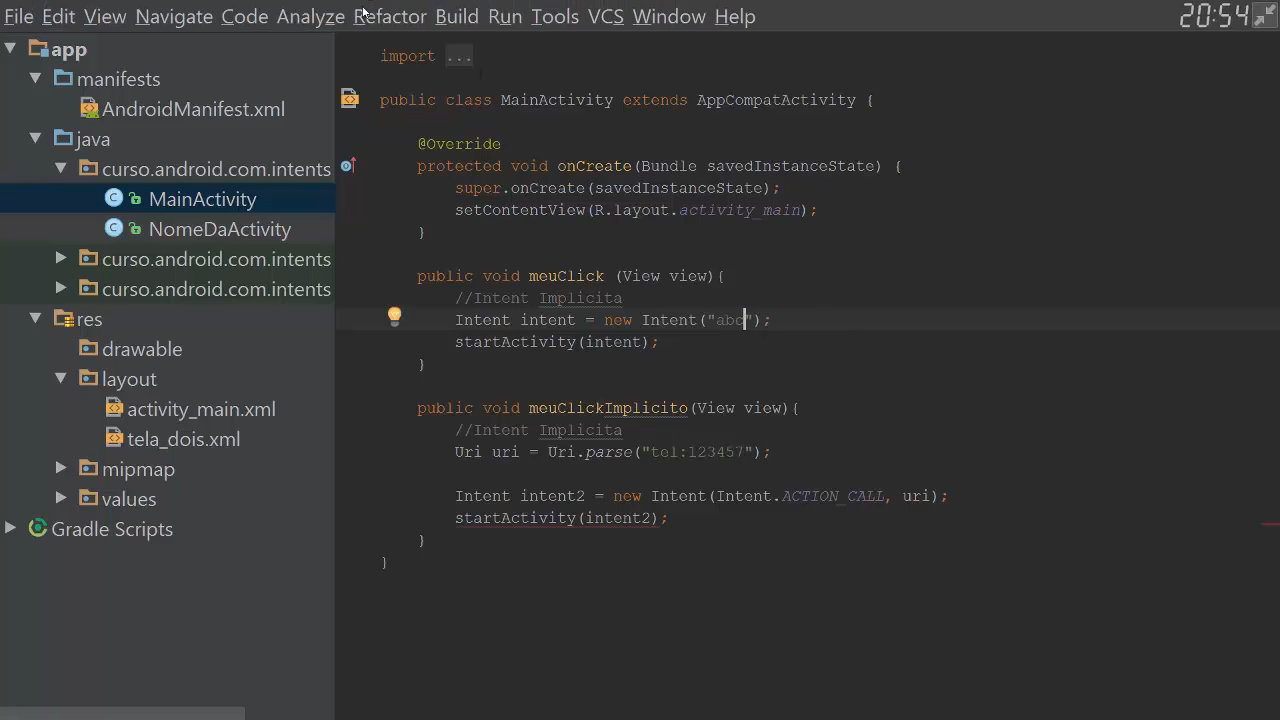 File Edit View Navigate Code Analyze Refactor Build Run Tools VCS Window Help
20:54
app
manifests
AndroidManifest.xml
java
curso.android.com.intents
MainActivity
NomeDaActivity
curso.android.com.intents
curso.android.com.intents
res
drawable
layout
activity_main.xml
tela_dois.xml
mipmap
values
Gradle Scripts
import ...
public class MainActivity extends AppCompatActivity {
@Override
protected void onCreate(Bundle savedInstanceState) {
super.onCreate(savedInstanceState);
setContentView(R.layout.activity_main);
}
public void meuClick (View view){
//Intent Implicita
Intent intent = new Intent("abc");
startActivity(intent);
}
public void meuClickImplicito(View view){
//Intent Implicita
Uri uri = Uri.parse("tel:123457");
Intent intent2 = new Intent(Intent.ACTION_CALL, uri);
startActivity(intent2);
}
}